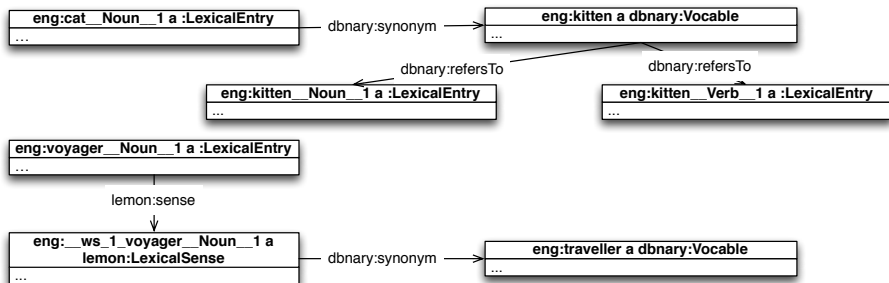 eng:cat__Noun__1 a :LexicalEntry
...
dbnary:synonym
eng:kitten a dbnary:Vocable
...
dbnary:refersTo
dbnary:refersTo
eng:kitten__Noun__1 a :LexicalEntry
...
eng:kitten__Verb__1 a :LexicalEntry
...
eng:voyager__Noun__1 a :LexicalEntry
...
lemon:sense
eng:__ws_1_voyager__Noun__1 a
lemon:LexicalSense
...
dbnary:synonym
eng:traveller a dbnary:Vocable
...